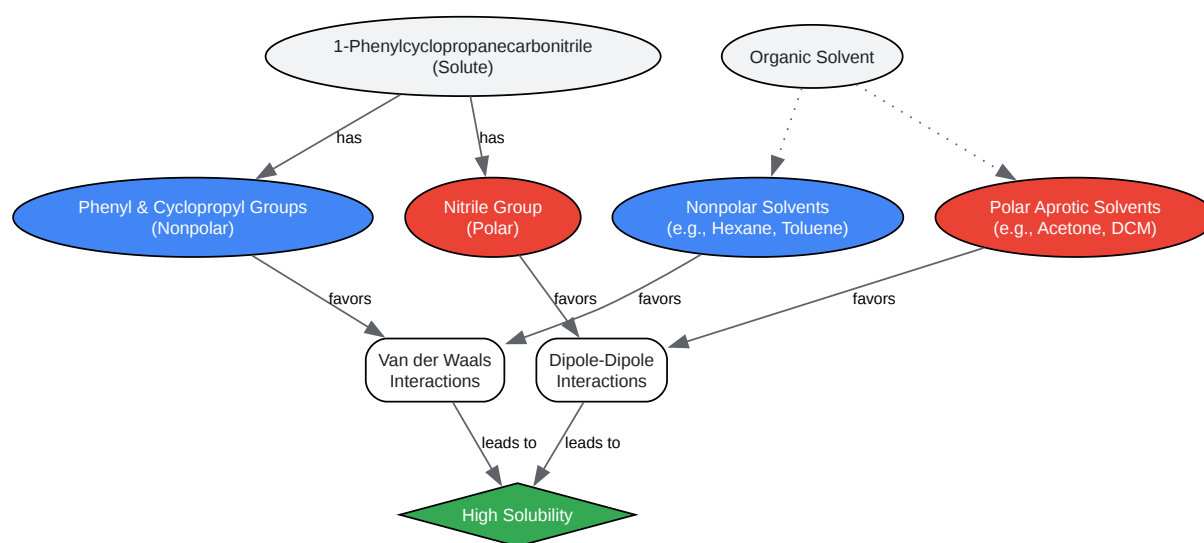 1-Phenylcyclopropanecarbonitrile
(Solute)
Organic Solvent
has
has
Phenyl & Cyclopropyl Groups
(Nonpolar)
Nitrile Group
(Polar)
Nonpolar Solvents
(e.g., Hexane, Toluene)
Polar Aprotic Solvents
(e.g., Acetone, DCM)
favors
favors
favors
favors
Van der Waals
Interactions
Dipole-Dipole
Interactions
leads to
leads to
High Solubility